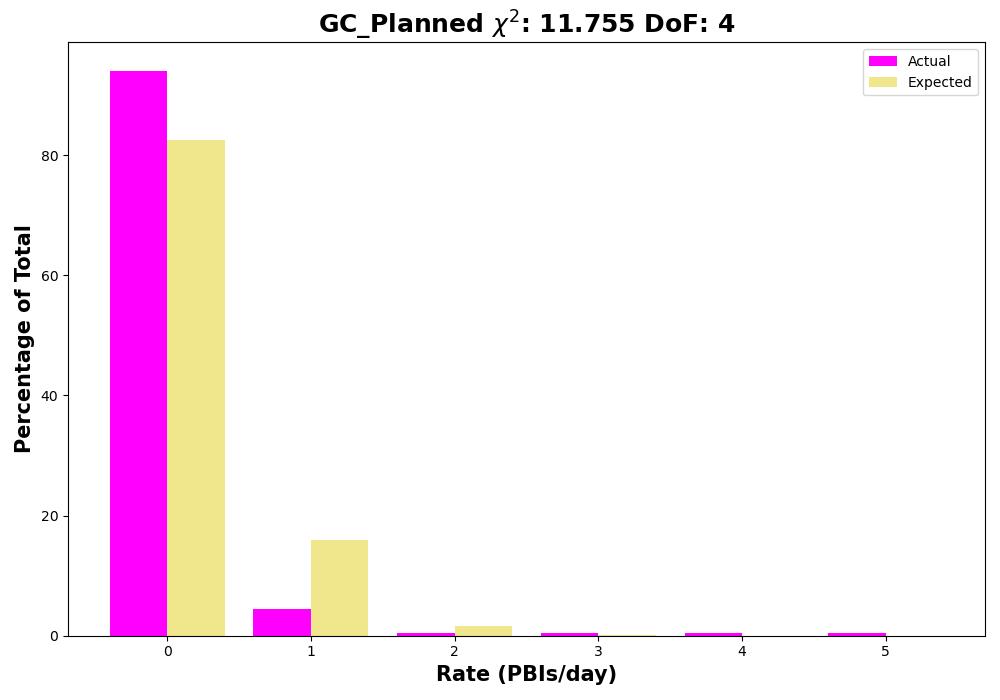 GC_Planned χ²: 11.755 DoF: 4
Actual
Expected
Percentage of Total
80
60
40
20
0
0 1 2 3 4 5
Rate (PBIs/day)